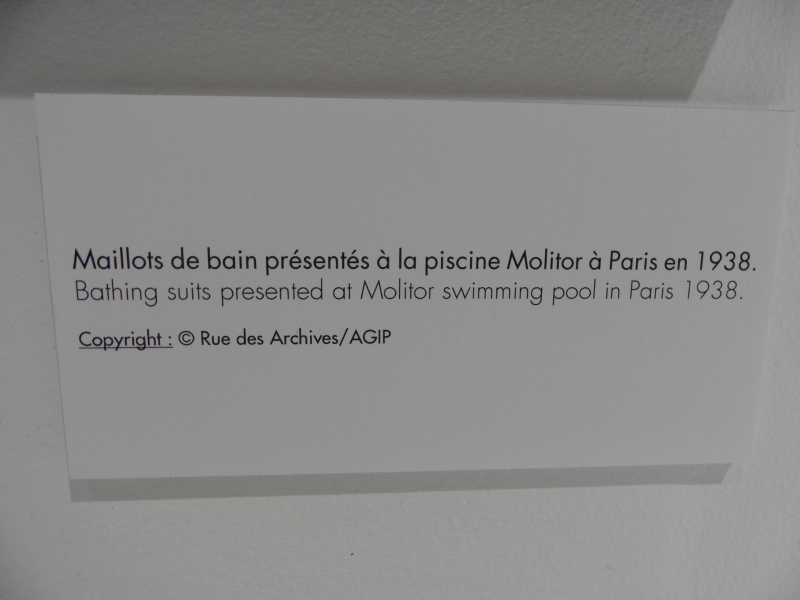 Maillots de bain présentés à la piscine Molitor à Paris en 1938.
Bathing suits presented at Molitor swimming pool in Paris 1938.
Copyright : © Rue des Archives/AGIP